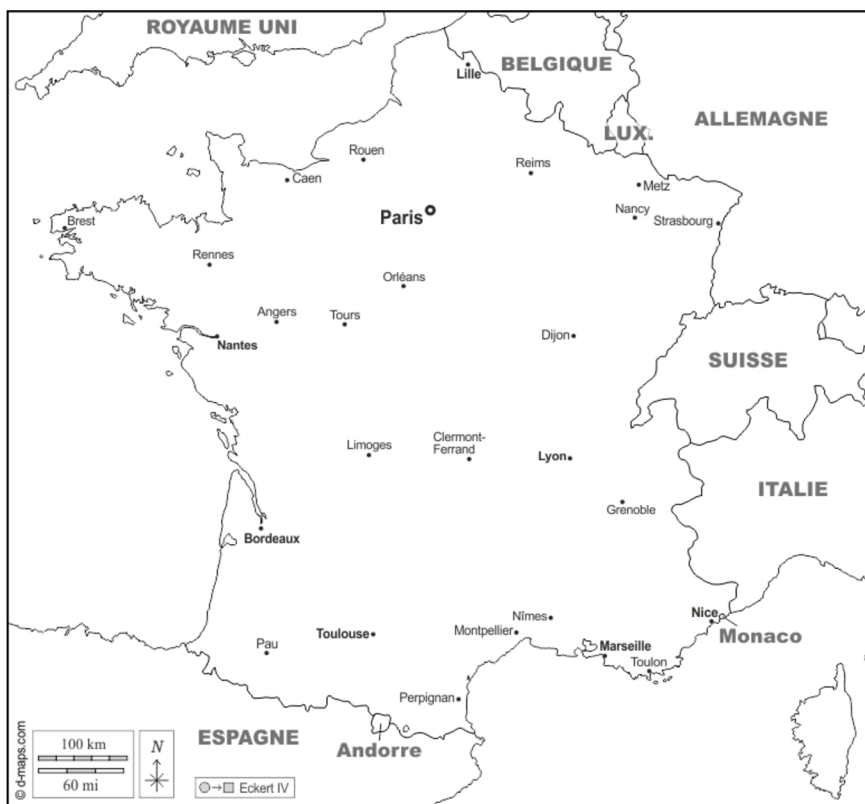 ROYAUME UNI
BELGIQUE
Lille
ALLEMAGNE
LUX.
Rouen
Reims
Caen
Metz
Paris
Nancy
Strasbourg
Brest
Rennes
Orléans
Angers
Tours
Nantes
Dijon
SUISSE
Limoges
Clermont-
Ferrand
Lyon
ITALIE
Grenoble
Bordeaux
Nîmes
Nice
Toulouse
Montpellier
Monaco
Pau
Marseille
Toulon
Perpignan
ESPAGNE
Andorre
100 km
60 mi
N
Eckert IV
© d-maps.com